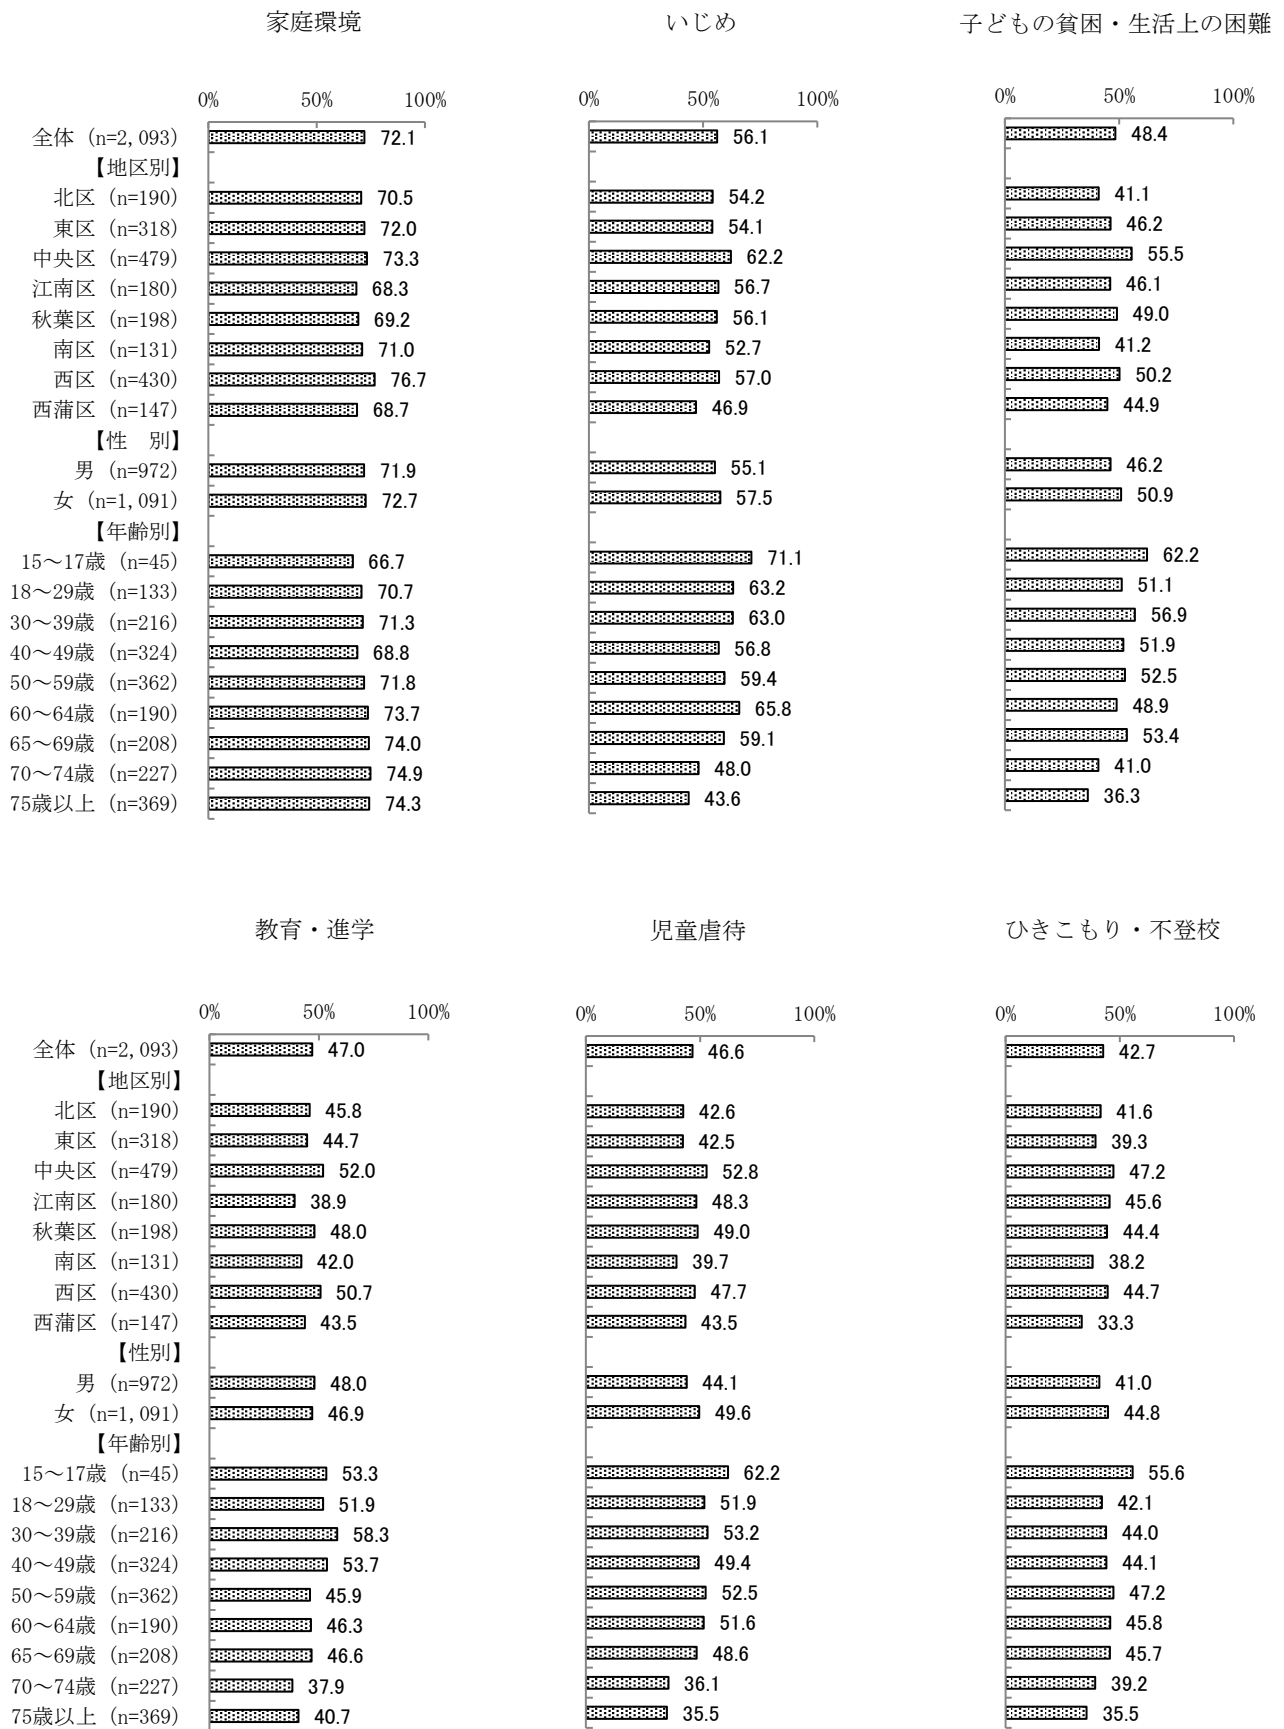 家庭環境 いじめ 子どもの貧困・生活上の困難
0% 50% 100% 0% 50% 100% 0% 50% 100%
全体 (n=2,093) 72.1 56.1 48.4
【地区別】
北区 (n=190) 70.5 54.2 41.1
東区 (n=318) 72.0 54.1 46.2
中央区 (n=479) 73.3 62.2 55.5
江南区 (n=180) 68.3 56.7 46.1
秋葉区 (n=198) 69.2 56.1 49.0
南区 (n=131) 71.0 52.7 41.2
西区 (n=430) 76.7 57.0 50.2
西蒲区 (n=147) 68.7 46.9 44.9
【性　別】
男 (n=972) 71.9 55.1 46.2
女 (n=1,091) 72.7 57.5 50.9
【年齢別】
15～17歳 (n=45) 66.7 71.1 62.2
18～29歳 (n=133) 70.7 63.2 51.1
30～39歳 (n=216) 71.3 63.0 56.9
40～49歳 (n=324) 68.8 56.8 51.9
50～59歳 (n=362) 71.8 59.4 52.5
60～64歳 (n=190) 73.7 65.8 48.9
65～69歳 (n=208) 74.0 59.1 53.4
70～74歳 (n=227) 74.9 48.0 41.0
75歳以上 (n=369) 74.3 43.6 36.3
教育・進学 児童虐待 ひきこもり・不登校
0% 50% 100% 0% 50% 100% 0% 50% 100%
全体 (n=2,093) 47.0 46.6 42.7
【地区別】
北区 (n=190) 45.8 42.6 41.6
東区 (n=318) 44.7 42.5 39.3
中央区 (n=479) 52.0 52.8 47.2
江南区 (n=180) 38.9 48.3 45.6
秋葉区 (n=198) 48.0 49.0 44.4
南区 (n=131) 42.0 39.7 38.2
西区 (n=430) 50.7 47.7 44.7
西蒲区 (n=147) 43.5 43.5 33.3
【性別】
男 (n=972) 48.0 44.1 41.0
女 (n=1,091) 46.9 49.6 44.8
【年齢別】
15～17歳 (n=45) 53.3 62.2 55.6
18～29歳 (n=133) 51.9 51.9 42.1
30～39歳 (n=216) 58.3 53.2 44.0
40～49歳 (n=324) 53.7 49.4 44.1
50～59歳 (n=362) 45.9 52.5 47.2
60～64歳 (n=190) 46.3 51.6 45.8
65～69歳 (n=208) 46.6 48.6 45.7
70～74歳 (n=227) 37.9 36.1 39.2
75歳以上 (n=369) 40.7 35.5 35.5